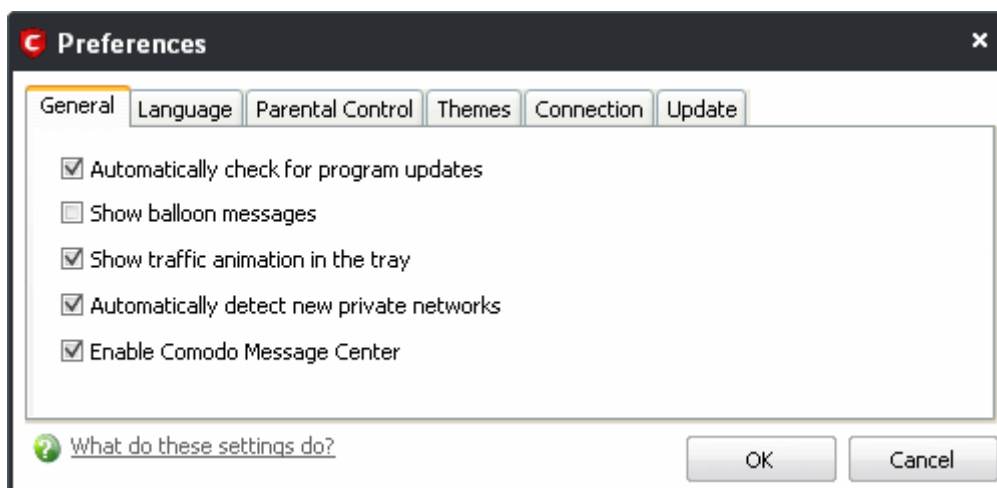 Preferences
General Language Parental Control Themes Connection Update
Automatically check for program updates
Show balloon messages
Show traffic animation in the tray
Automatically detect new private networks
Enable Comodo Message Center
What do these settings do?
OK Cancel